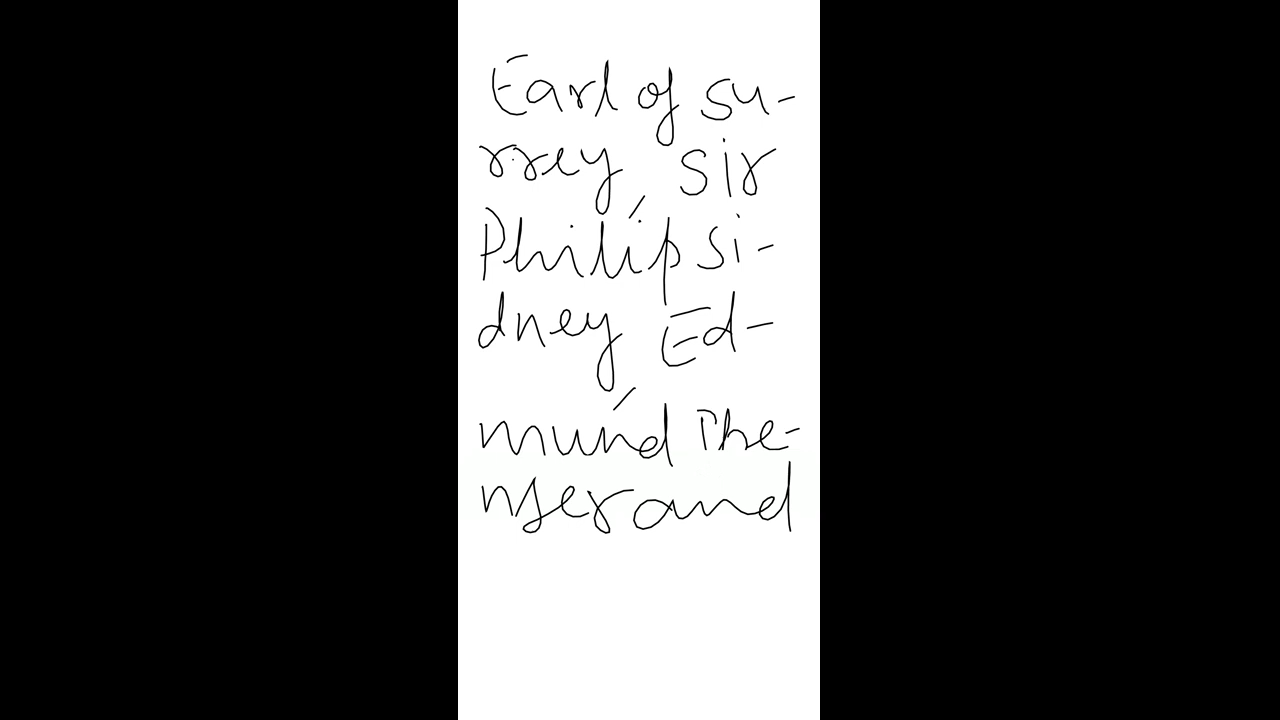 Earl of su-
rrey, sir
Philip si-
dney, Ed-
mund The-
nser and